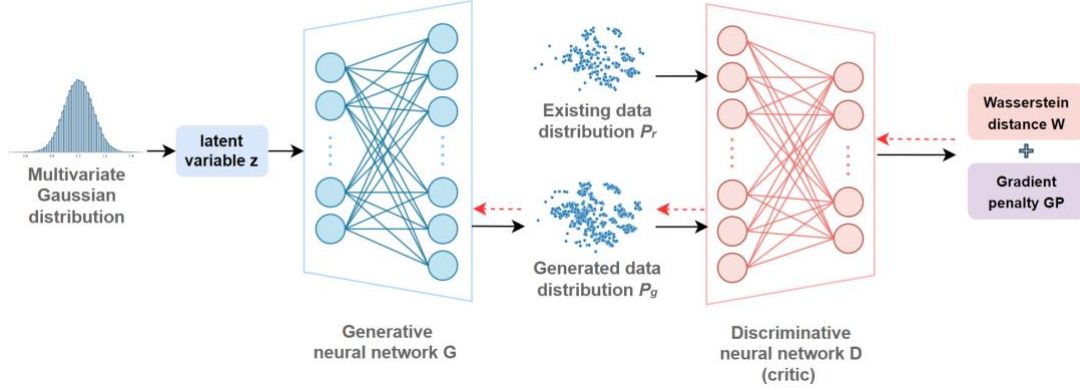 Multivariate
Gaussian
distribution
latent
variable z
Generative
neural network G
Existing data
distribution Pr
Generated data
distribution Pg
Discriminative
neural network D
(critic)
Wasserstein
distance W
+
Gradient
penalty GP